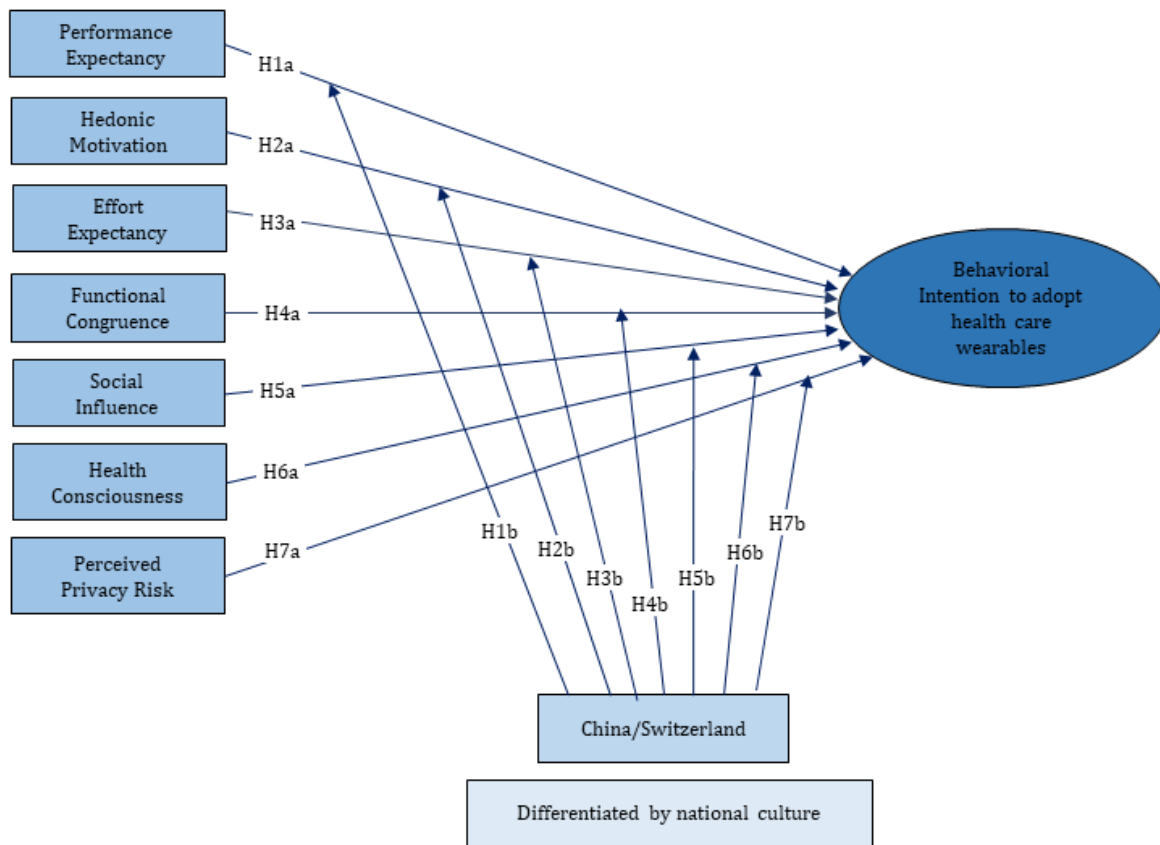 Performance
Expectancy
H1a
Hedonic
Motivation
H2a
Effort
Expectancy
H3a
Functional
Congruence
H4a
Social
Influence
H5a
Health
Consciousness
H6a
Perceived
Privacy Risk
H7a
Behavioral
Intention to adopt
health care
wearables
H1b
H2b
H3b
H4b
H5b
H6b
H7b
China/Switzerland
Differentiated by national culture